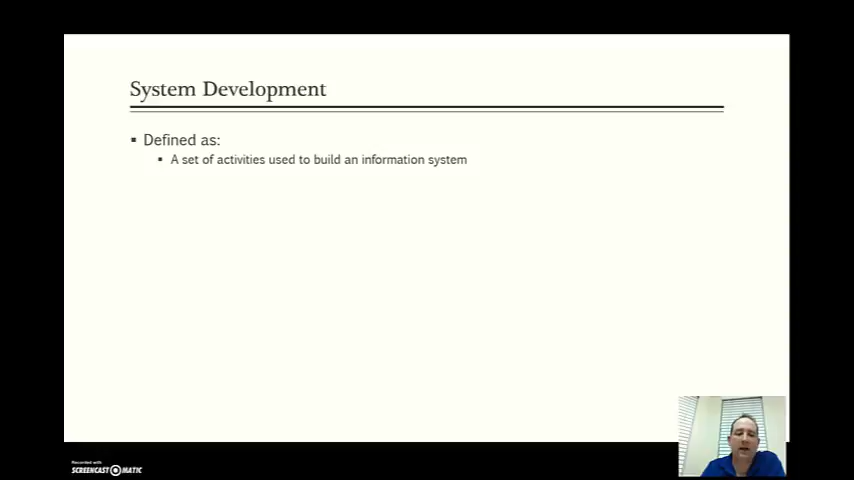 System Development
Defined as:
A set of activities used to build an information system
Recorded with
SCREENCAST-O-MATIC